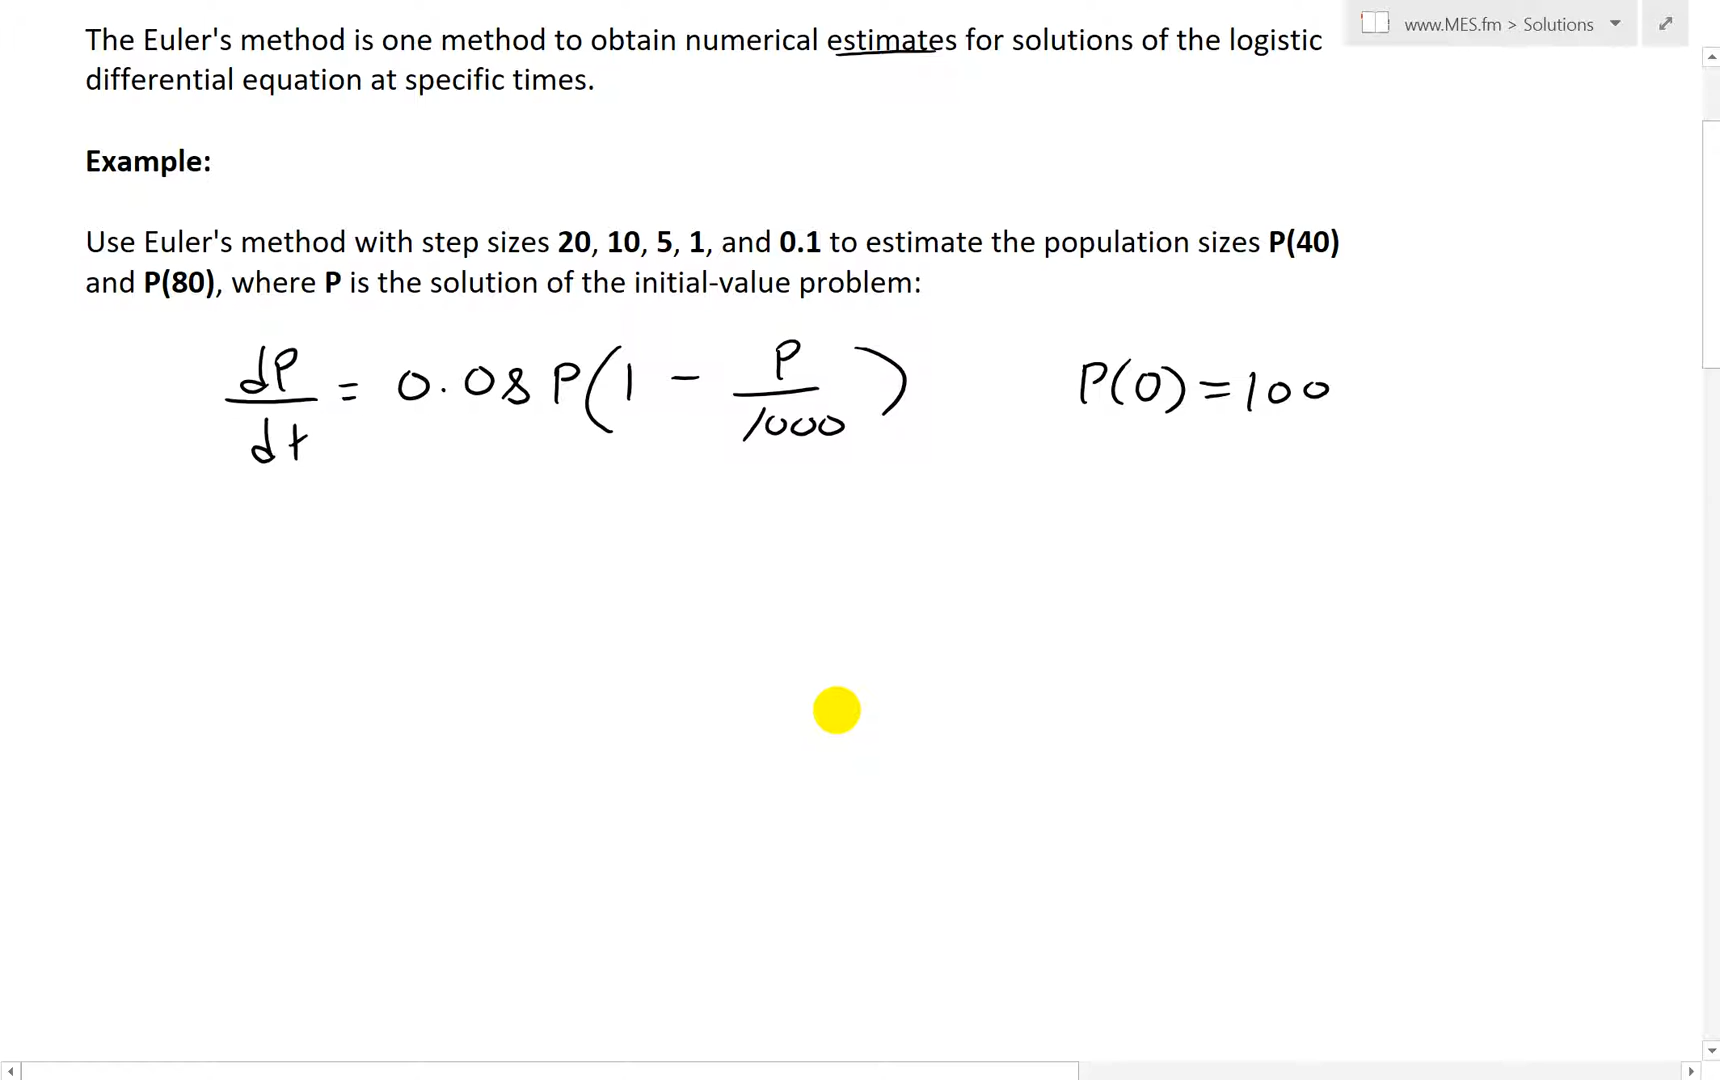 www.MES.fm > Solutions
The Euler's method is one method to obtain numerical estimates for solutions of the logistic
differential equation at specific times.
Example:
Use Euler's method with step sizes 20, 10, 5, 1, and 0.1 to estimate the population sizes P(40)
and P(80), where P is the solution of the initial-value problem:
dP/dt = 0.08 P(1 - P/1000) P(0) = 100